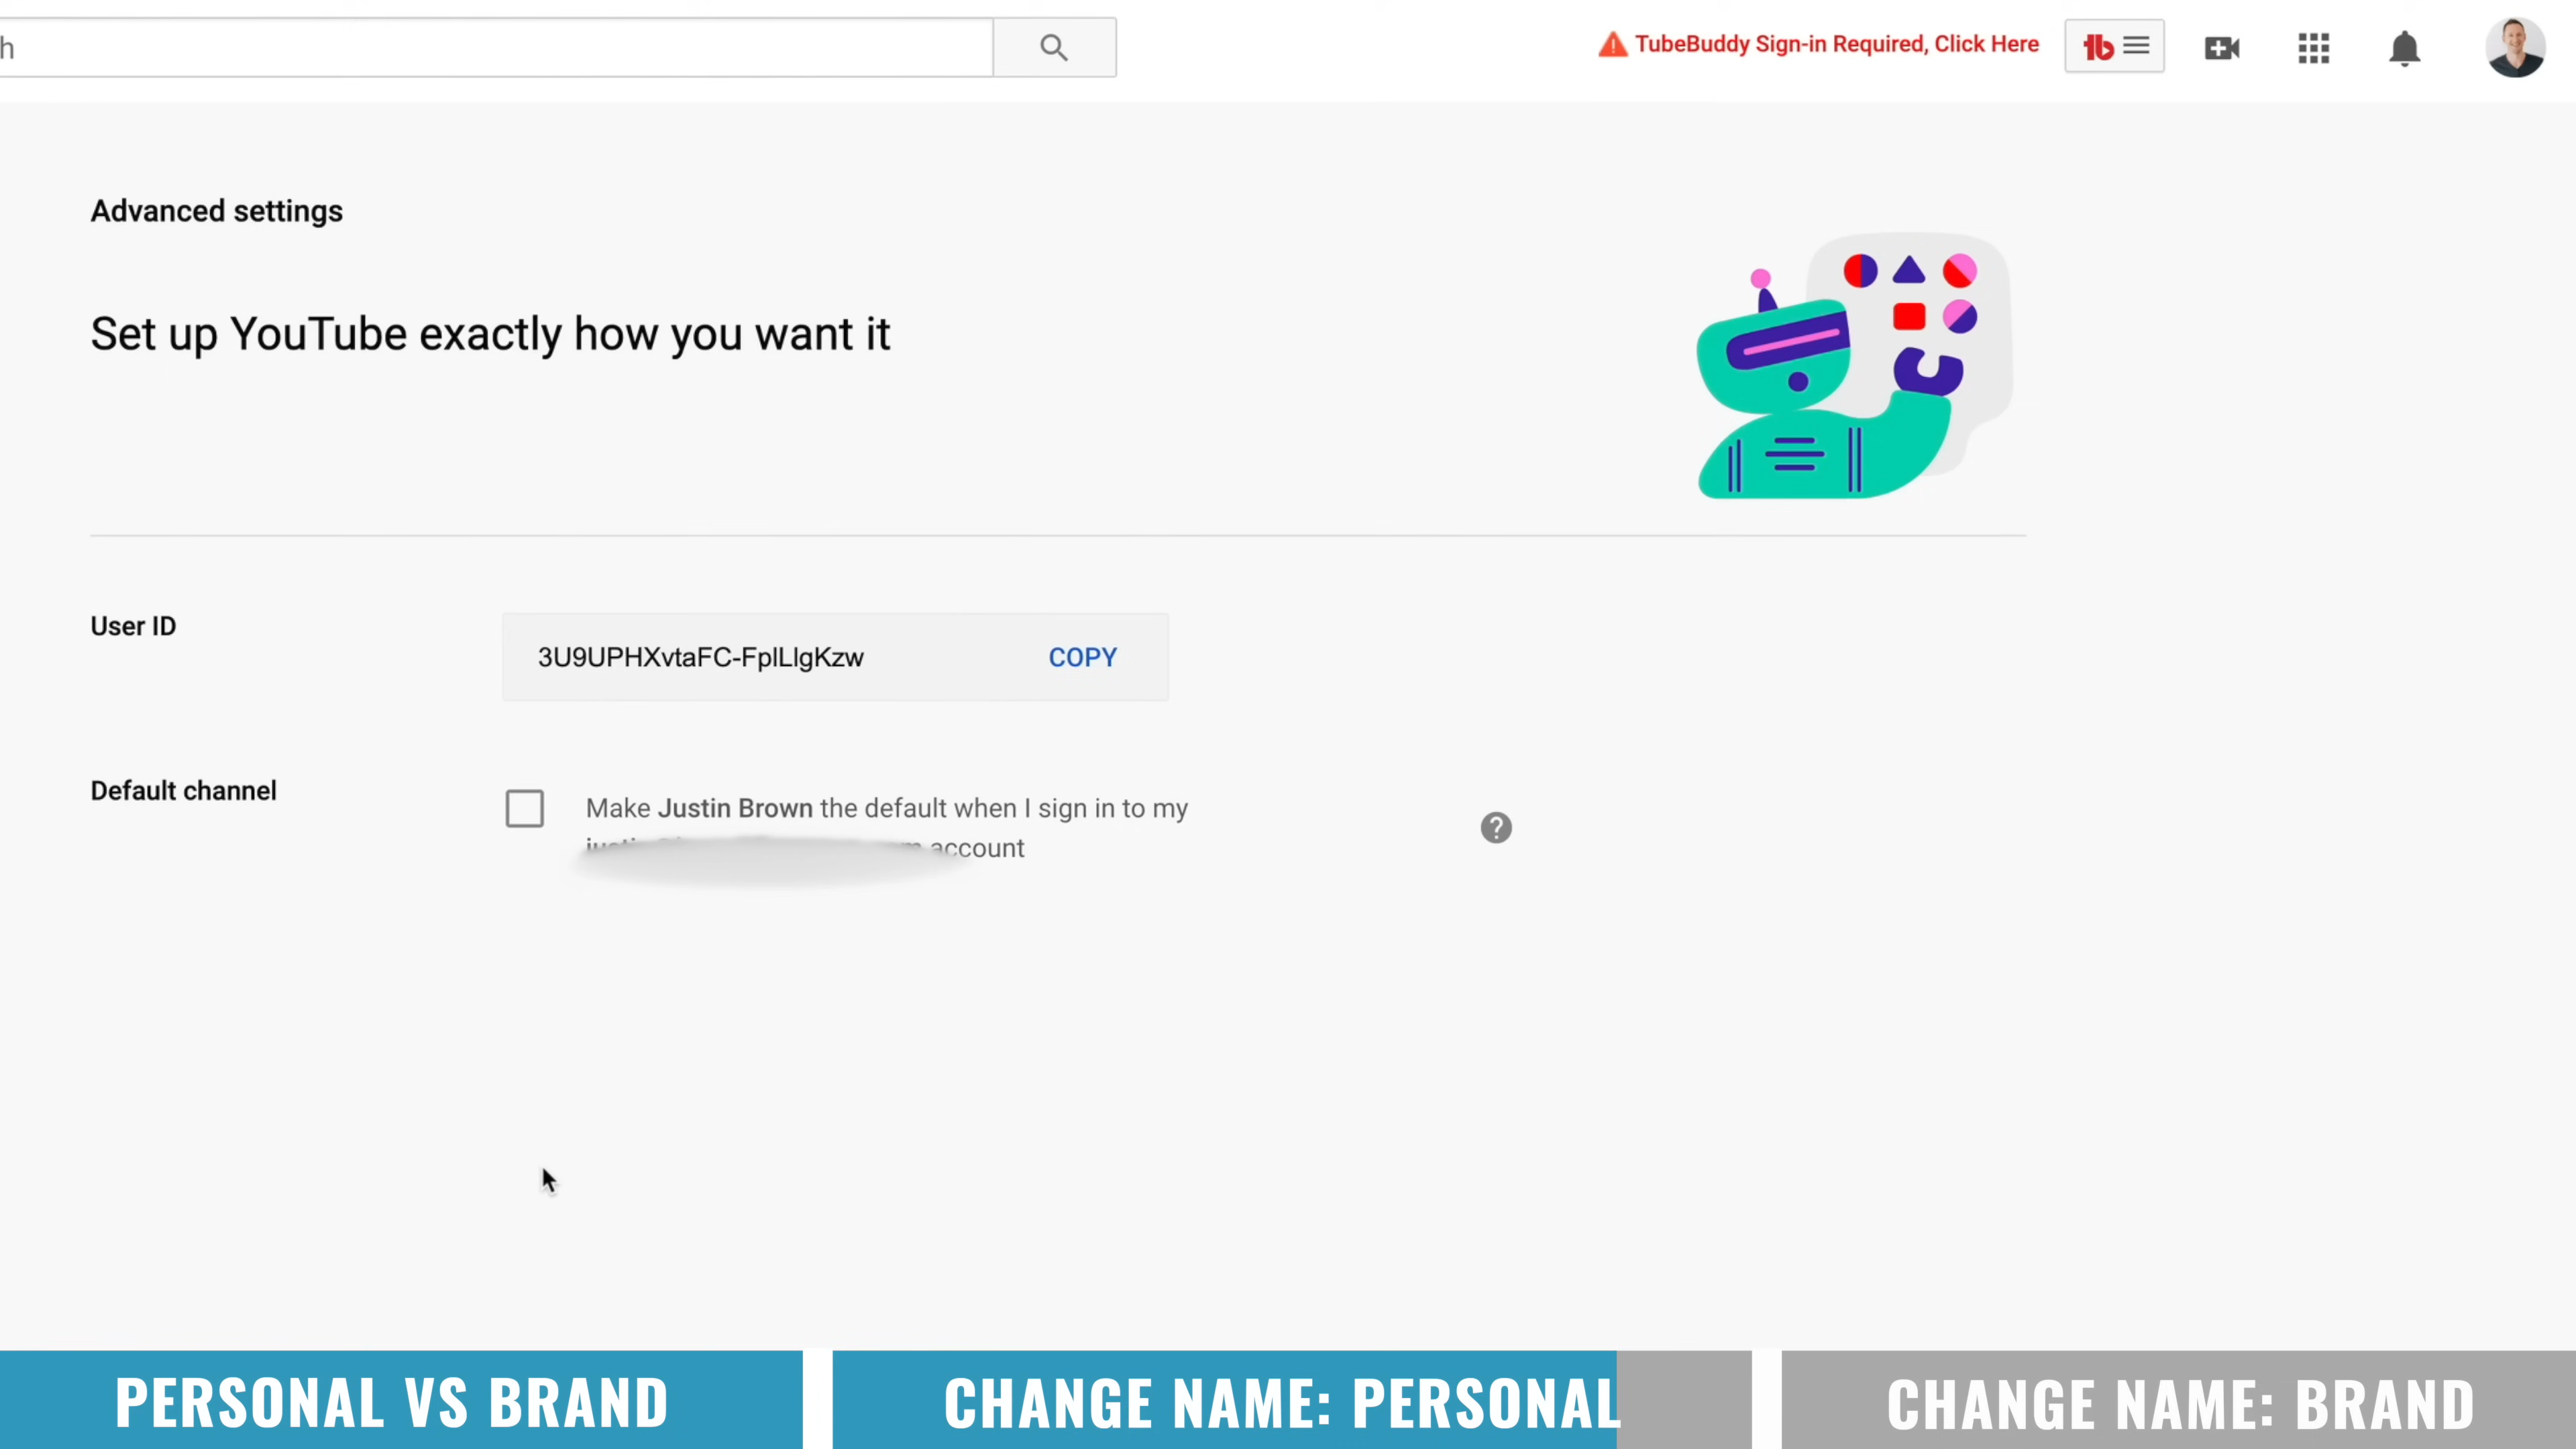 h
TubeBuddy Sign-in Required, Click Here
Advanced settings
Set up YouTube exactly how you want it
User ID
3U9UPHXvtaFC-FplLlgKzw
COPY
Default channel
Make Justin Brown the default when I sign in to my
account
PERSONAL VS BRAND
CHANGE NAME: PERSONAL
CHANGE NAME: BRAND